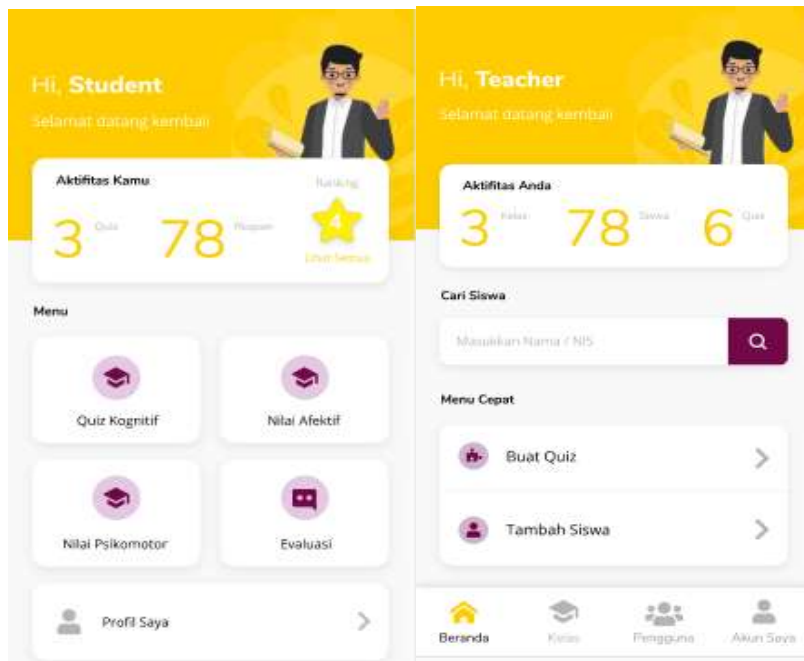 Hi, Student
Selamat datang kembali
Aktifitas Kamu
Ranking
3 Quiz 78 4
Lihat Semua
Menu
Quiz Kognitif Nilai Afektif
Nilai Psikomotor Evaluasi
Profil Saya
Hi, Teacher
Selamat datang kembali
Aktifitas Anda
3 Kelas 78 Siswa 6 Quiz
Cari Siswa
Masukkan Nama / NIS
Menu Cepat
Buat Quiz
Tambah Siswa
Beranda Kelas Pengguna Akun Saya